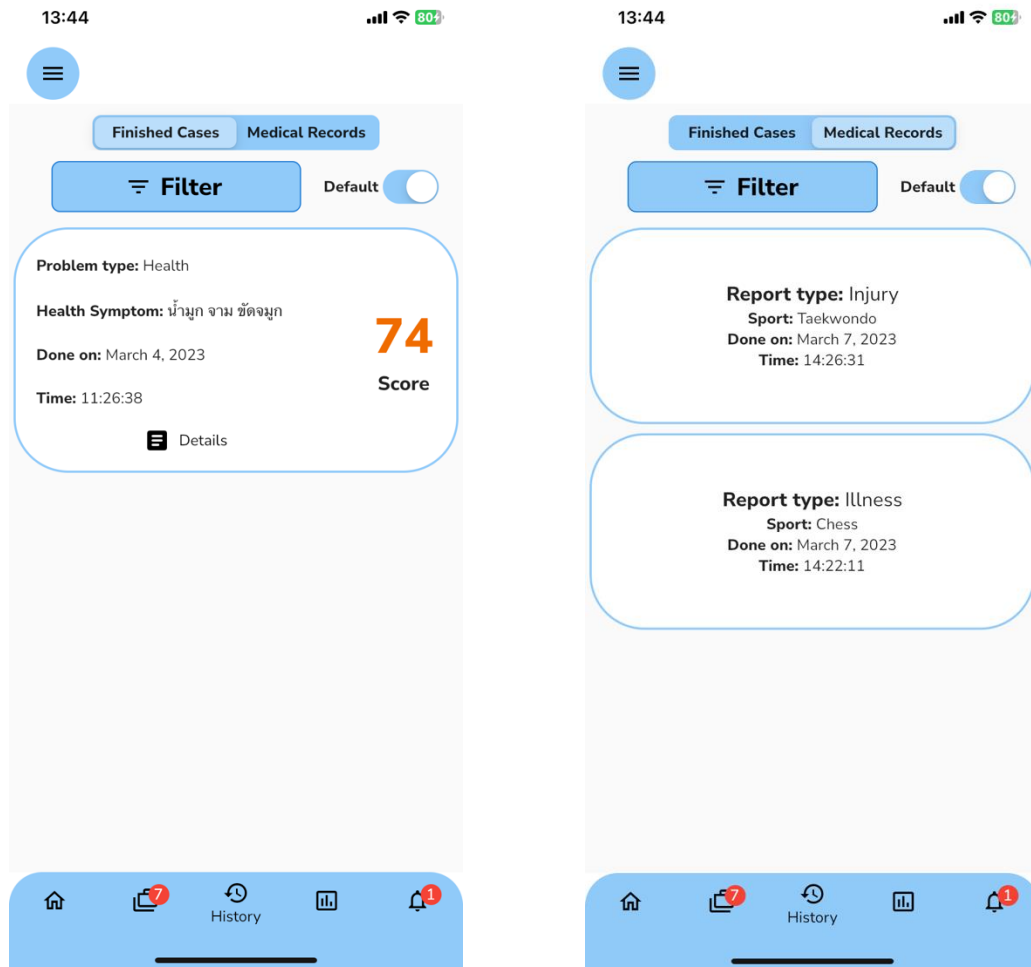 13:44
80
Finished Cases Medical Records
Filter Default
Problem type: Health
Health Symptom: น้ำมูก จาม ขัดจมูก
Done on: March 4, 2023
Time: 11:26:38
74
Score
Details
7
History
1
13:44
80
Finished Cases Medical Records
Filter Default
Report type: Injury
Sport: Taekwondo
Done on: March 7, 2023
Time: 14:26:31
Report type: Illness
Sport: Chess
Done on: March 7, 2023
Time: 14:22:11
7
History
1